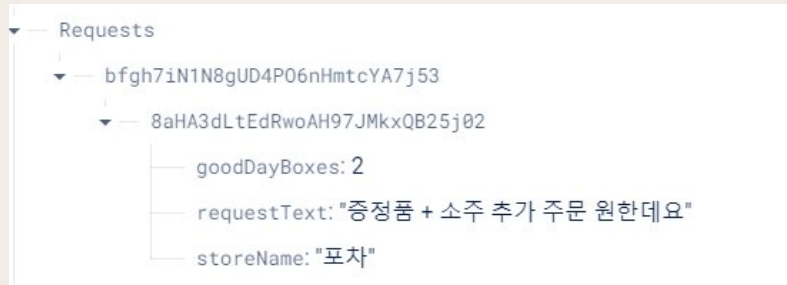 Requests
bfgh7iN1N8gUD4PO6nHmtcYA7j53
8aHA3dLtEdRwoAH97JMkxQB25j02
goodDayBoxes: 2
requestText: "증정품 + 소주 추가 주문 원한데요"
storeName: "포차"